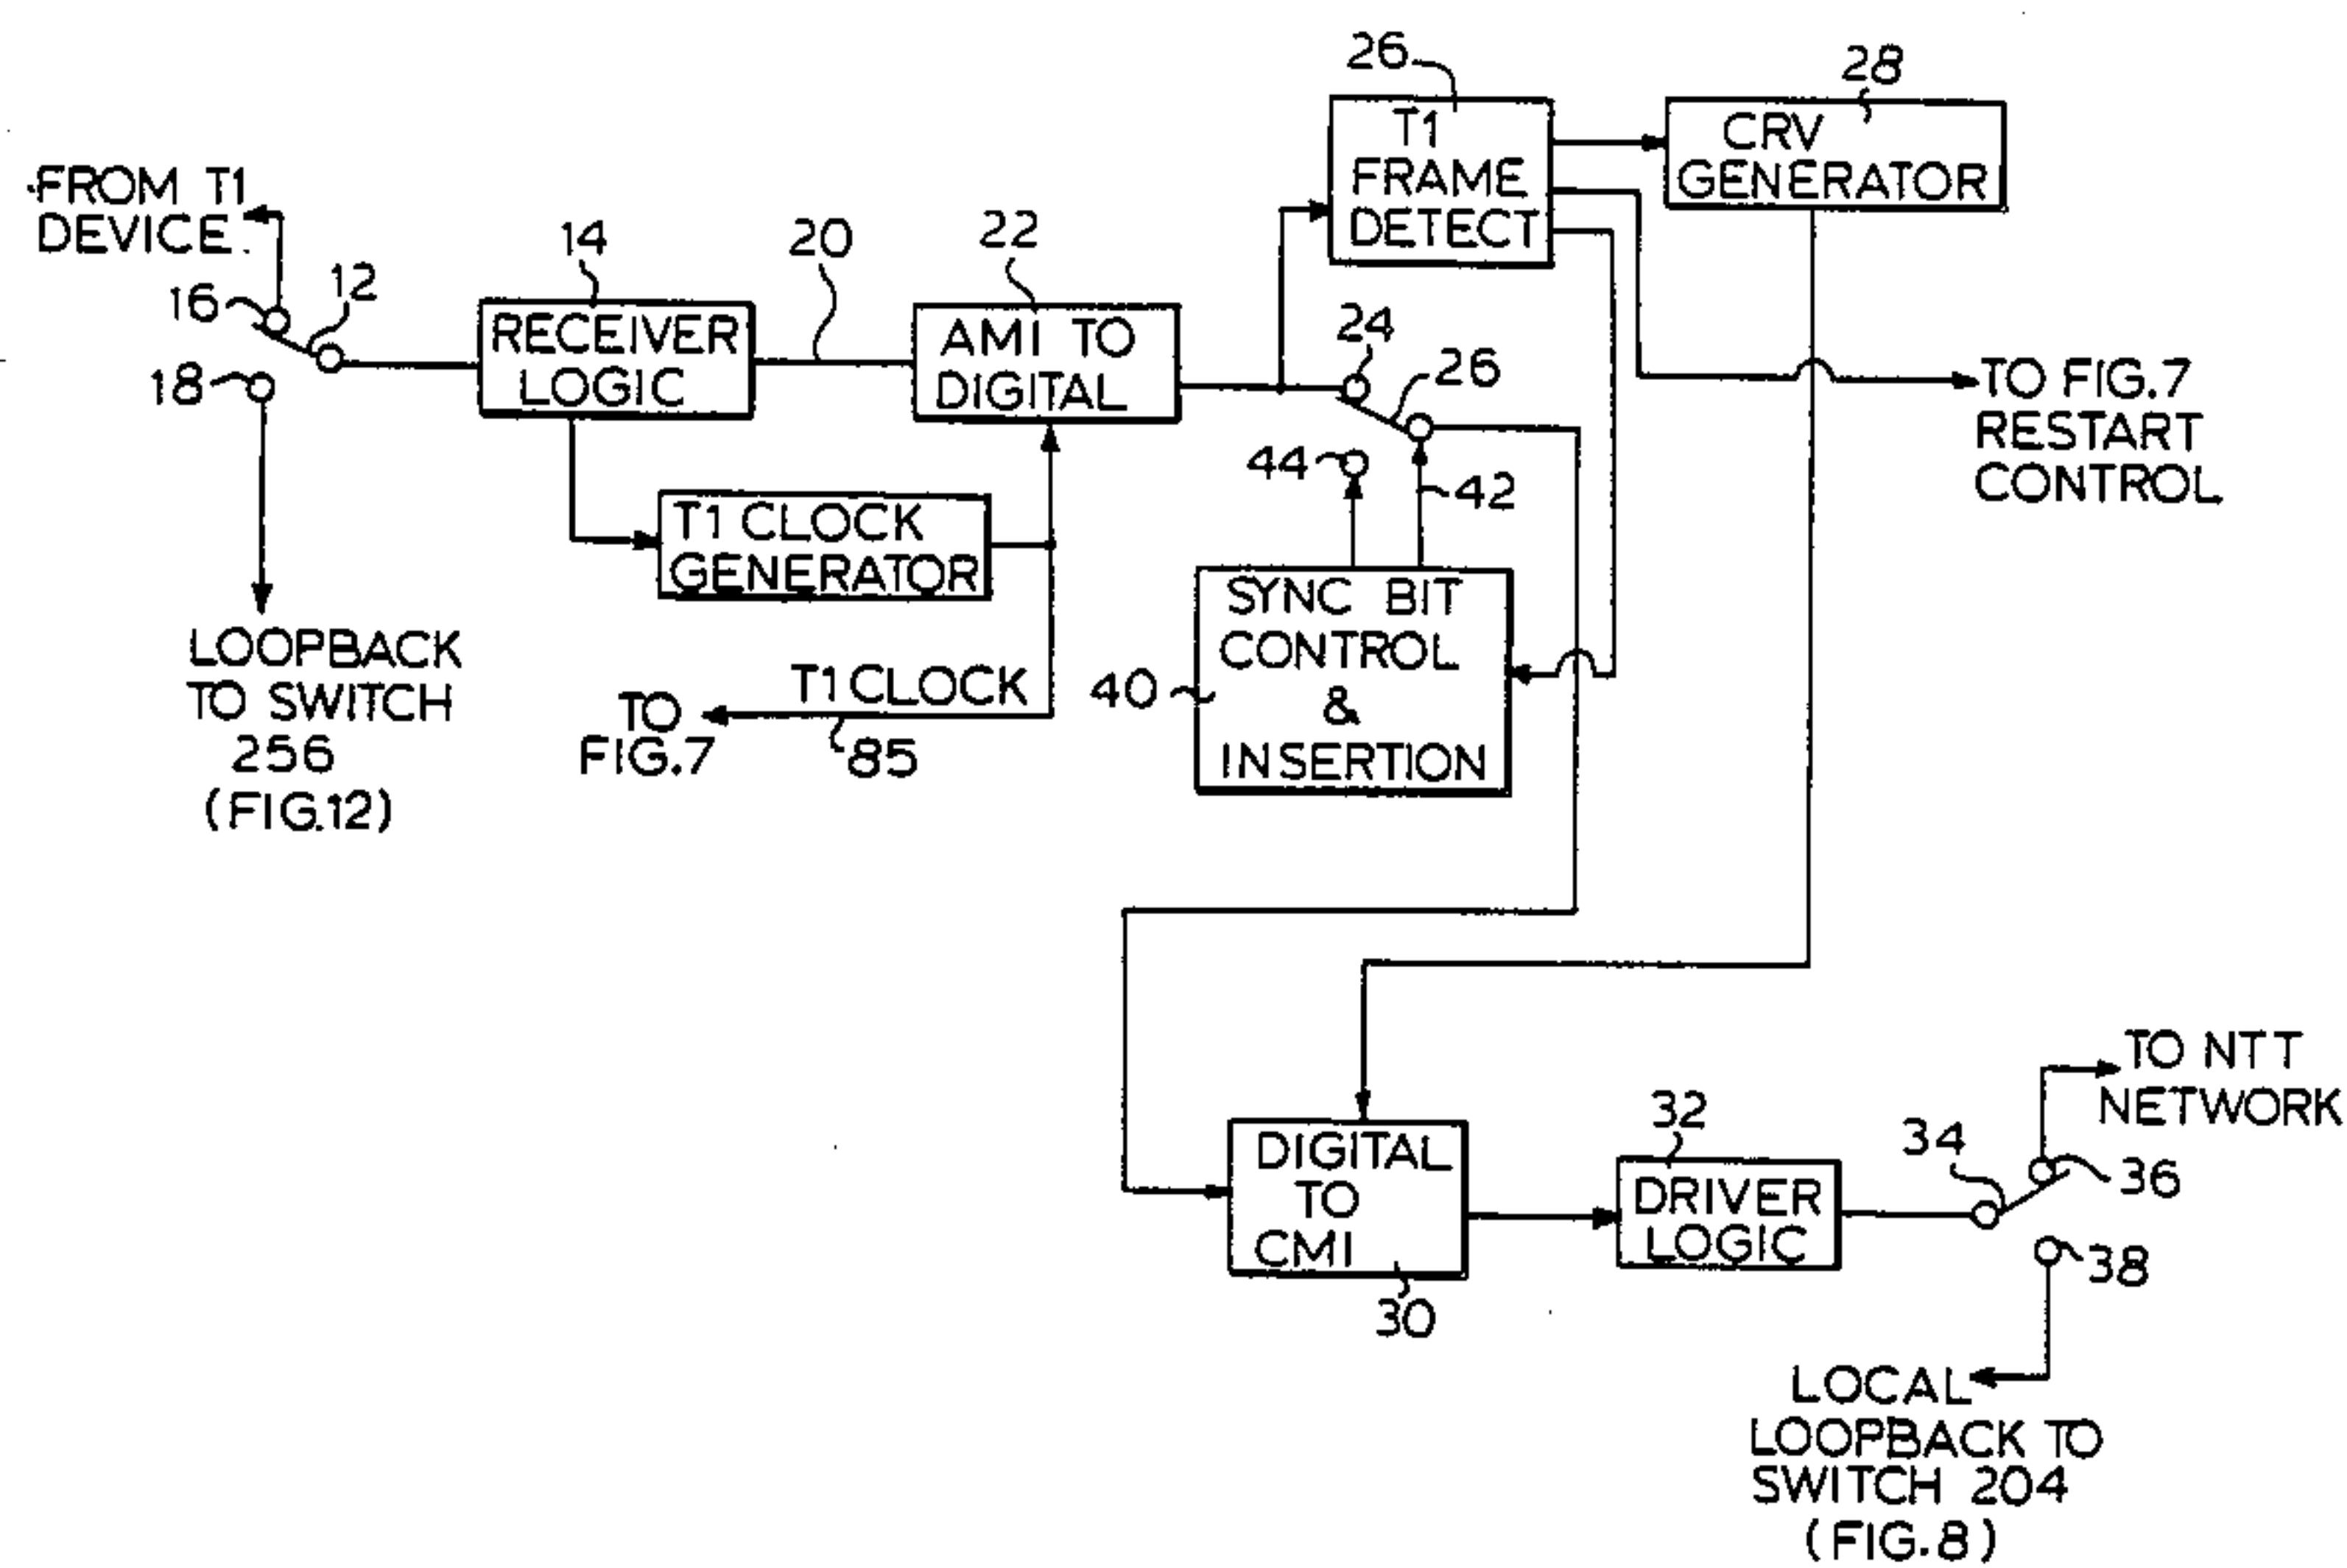 26
28
T1
FRAME
DETECT
CRV
GENERATOR
FROM T1
DEVICE
16
12
18
14
RECEIVER
LOGIC
20
22
AMI TO
DIGITAL
24
26
44
42
TO FIG.7
RESTART
CONTROL
T1 CLOCK
GENERATOR
LOOPBACK
TO SWITCH
256
(FIG.12)
TO
FIG.7
T1 CLOCK
85
40
SYNC BIT
CONTROL
&
INSERTION
DIGITAL
TO
CMI
30
32
DRIVER
LOGIC
34
TO NTT
NETWORK
36
38
LOCAL
LOOPBACK TO
SWITCH 204
(FIG.8)